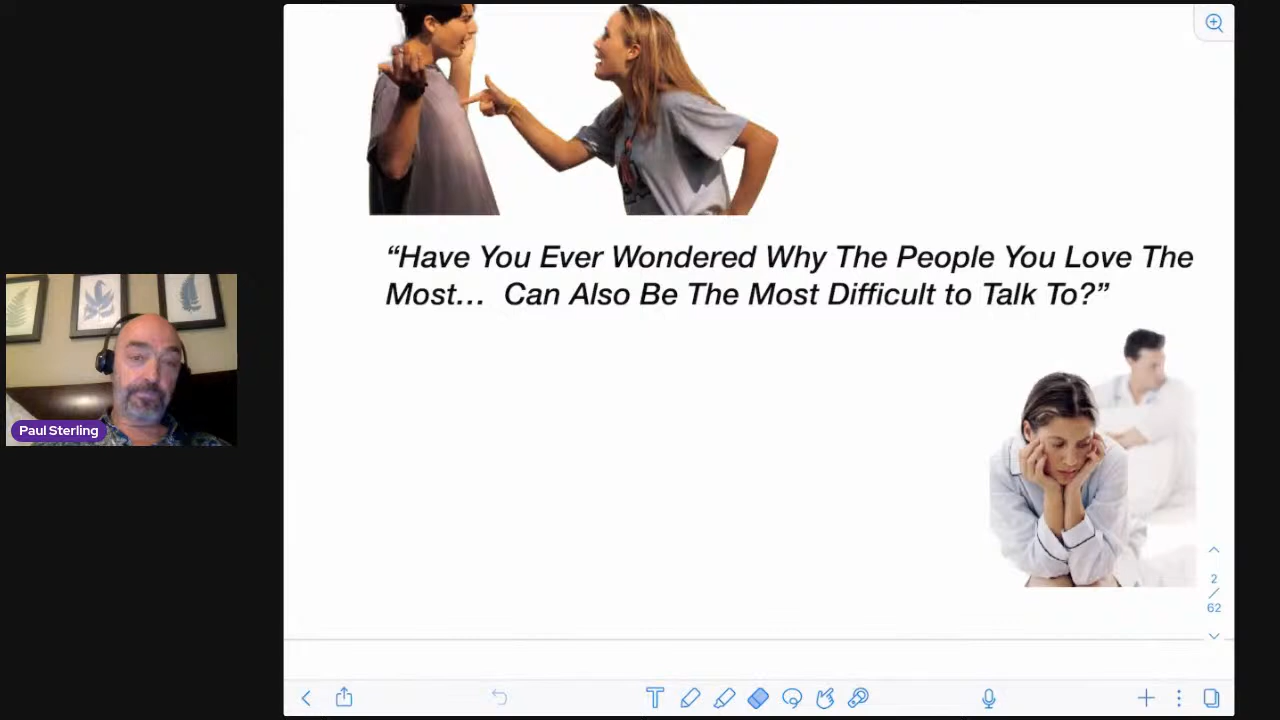 “Have You Ever Wondered Why The People You Love The
Most… Can Also Be The Most Difficult to Talk To?”
Paul Sterling
2
/
62